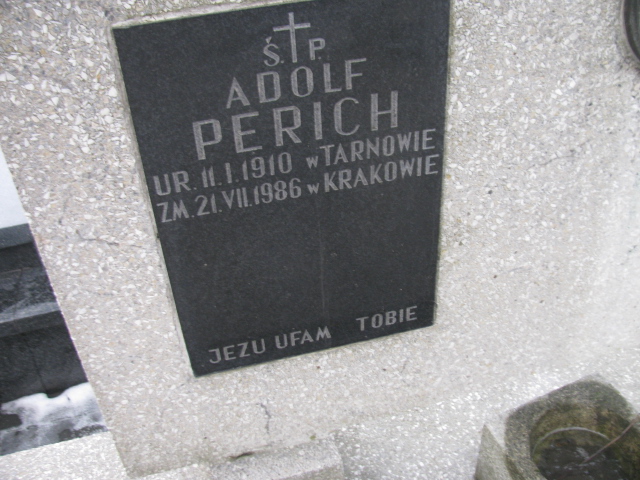 Ś.P.
ADOLF
PERICH
UR. 11.I.1910 w TARNOWIE
ZM. 21.VII.1986 w KRAKOWIE
JEZU UFAM TOBIE